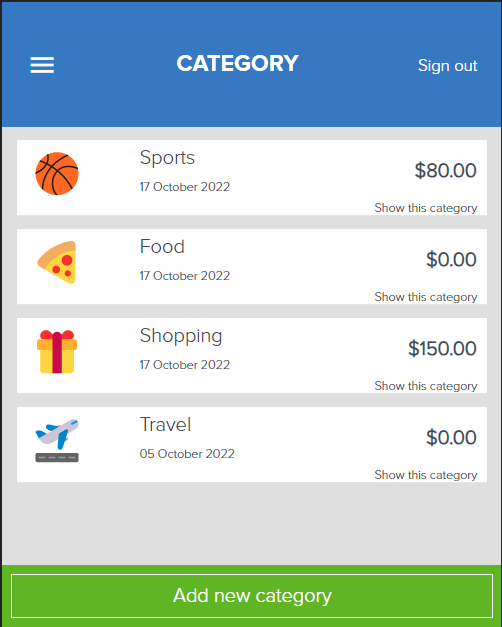 CATEGORY
Sign out
Sports
$80.00
17 October 2022
Show this category
Food
$0.00
17 October 2022
Show this category
Shopping
$150.00
17 October 2022
Show this category
Travel
$0.00
05 October 2022
Show this category
Add new category